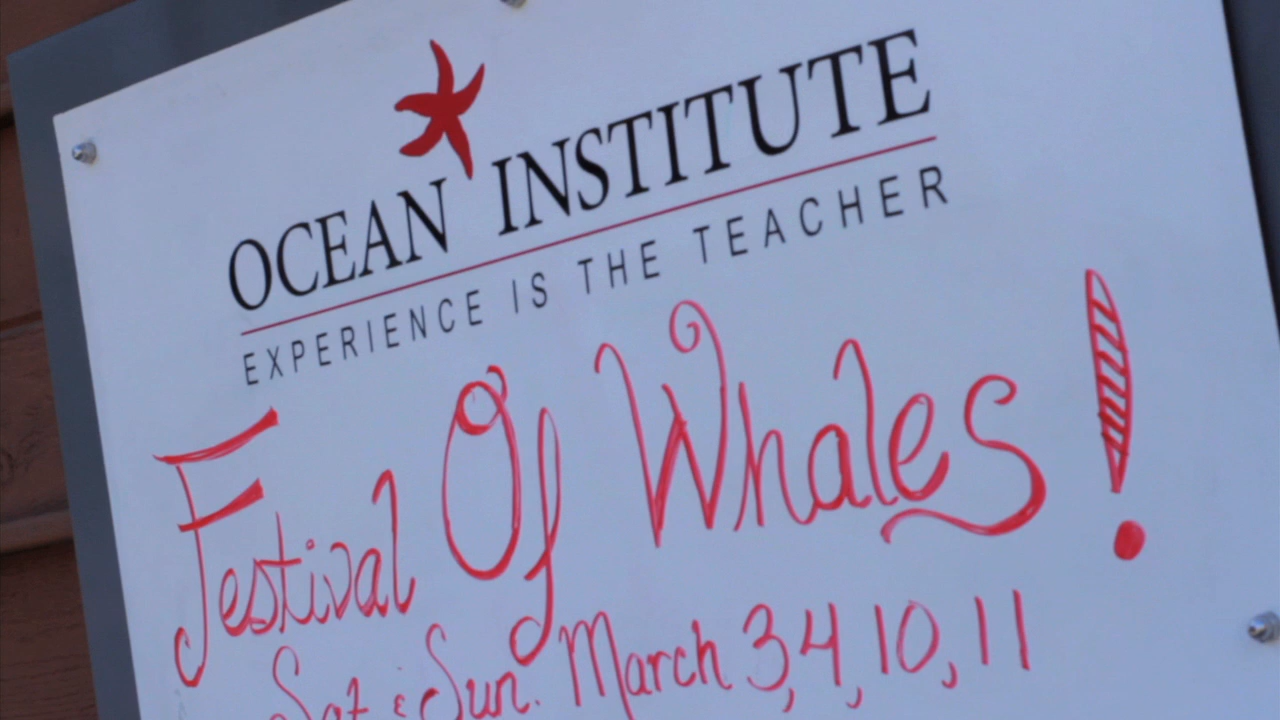 OCEAN INSTITUTE
EXPERIENCE IS THE TEACHER
Festival Of Whales!
Sat & Sun. March 3, 4, 10, 11